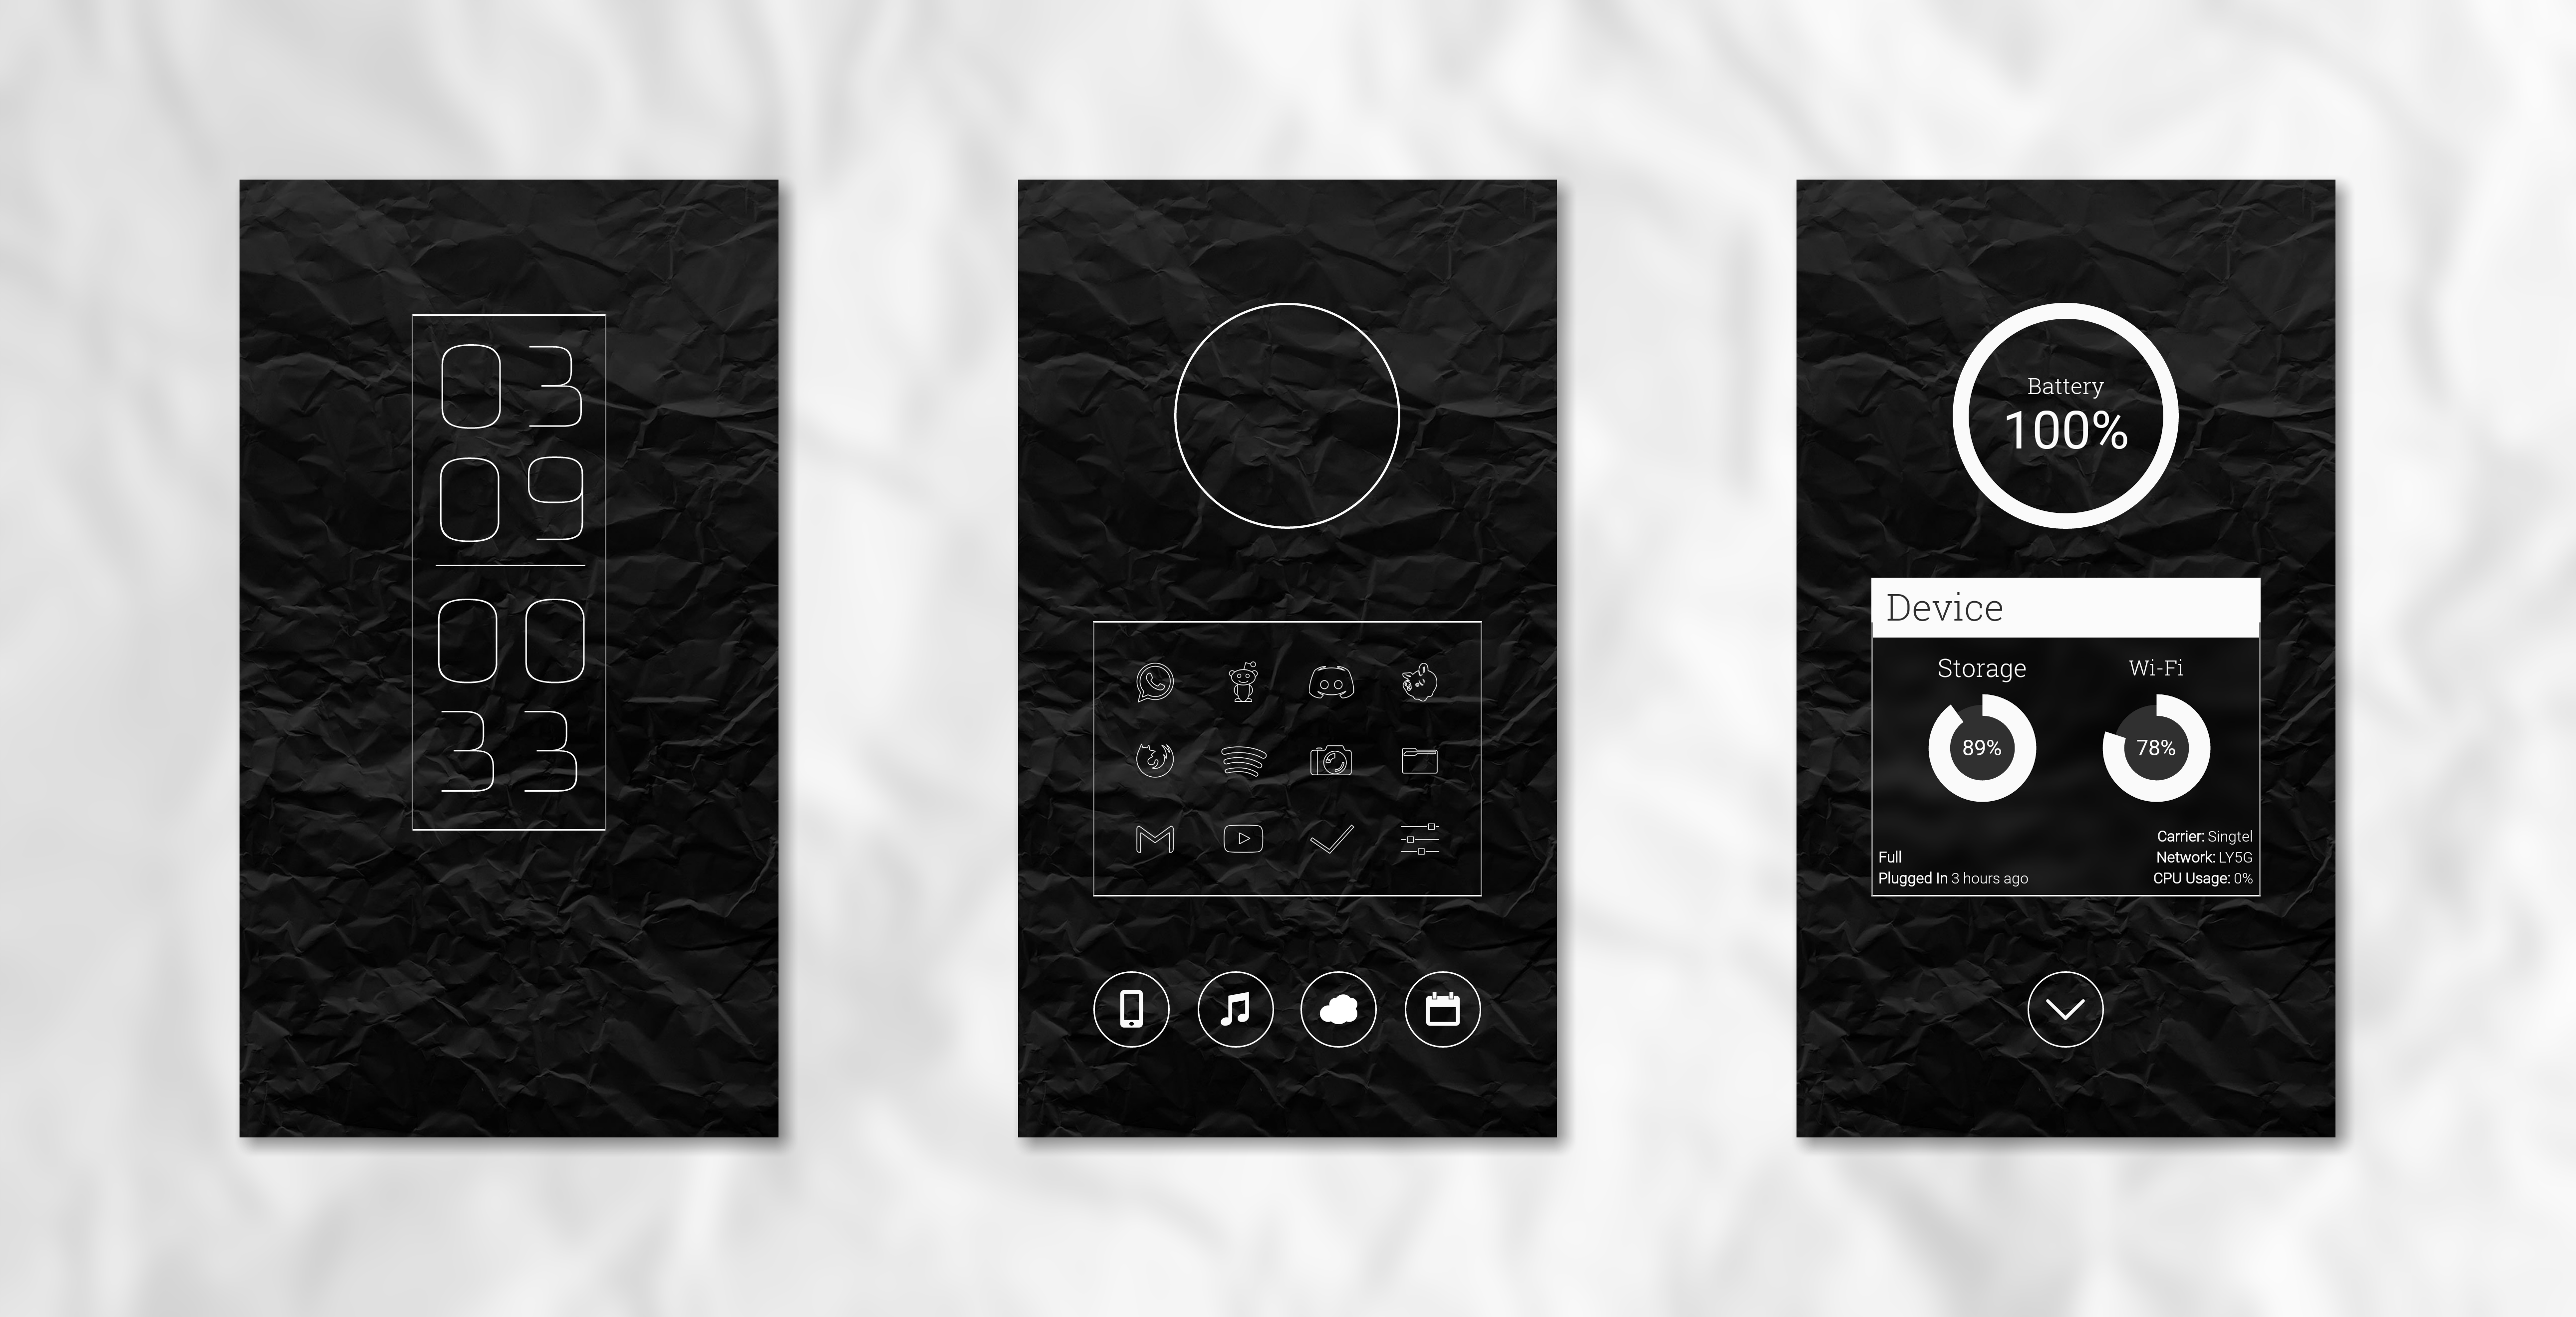 03
09
00
33
Battery
100%
Device
Storage
Wi-Fi
89%
78%
Carrier: Singtel
Full
Network: LY5G
Plugged In 3 hours ago
CPU Usage: 0%